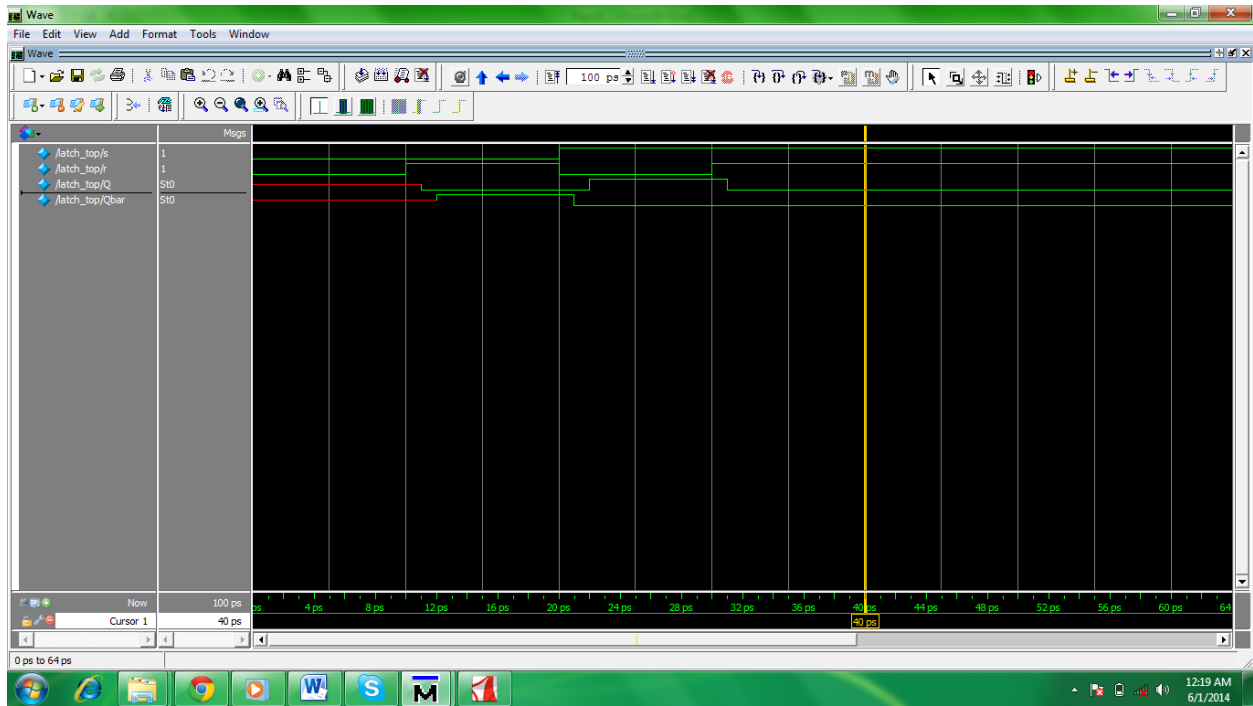 Wave
File Edit View Add Format Tools Window
Wave
100 ps
Msgs
/latch_top/s 1
/latch_top/r 1
/latch_top/Q St0
/latch_top/Qbar St0
Now 100 ps
ps 4 ps 8 ps 12 ps 16 ps 20 ps 24 ps 28 ps 32 ps 36 ps 40 ps 44 ps 48 ps 52 ps 56 ps 60 ps 64
Cursor 1 40 ps 40 ps
0 ps to 64 ps
12:19 AM
6/1/2014